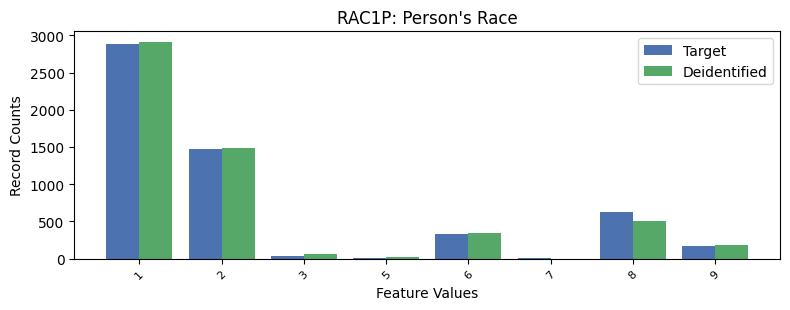 RAC1P: Person's Race
Target
Deidentified
Record Counts
3000
2500
2000
1500
1000
500
0
1 2 3 5 6 7 8 9
Feature Values